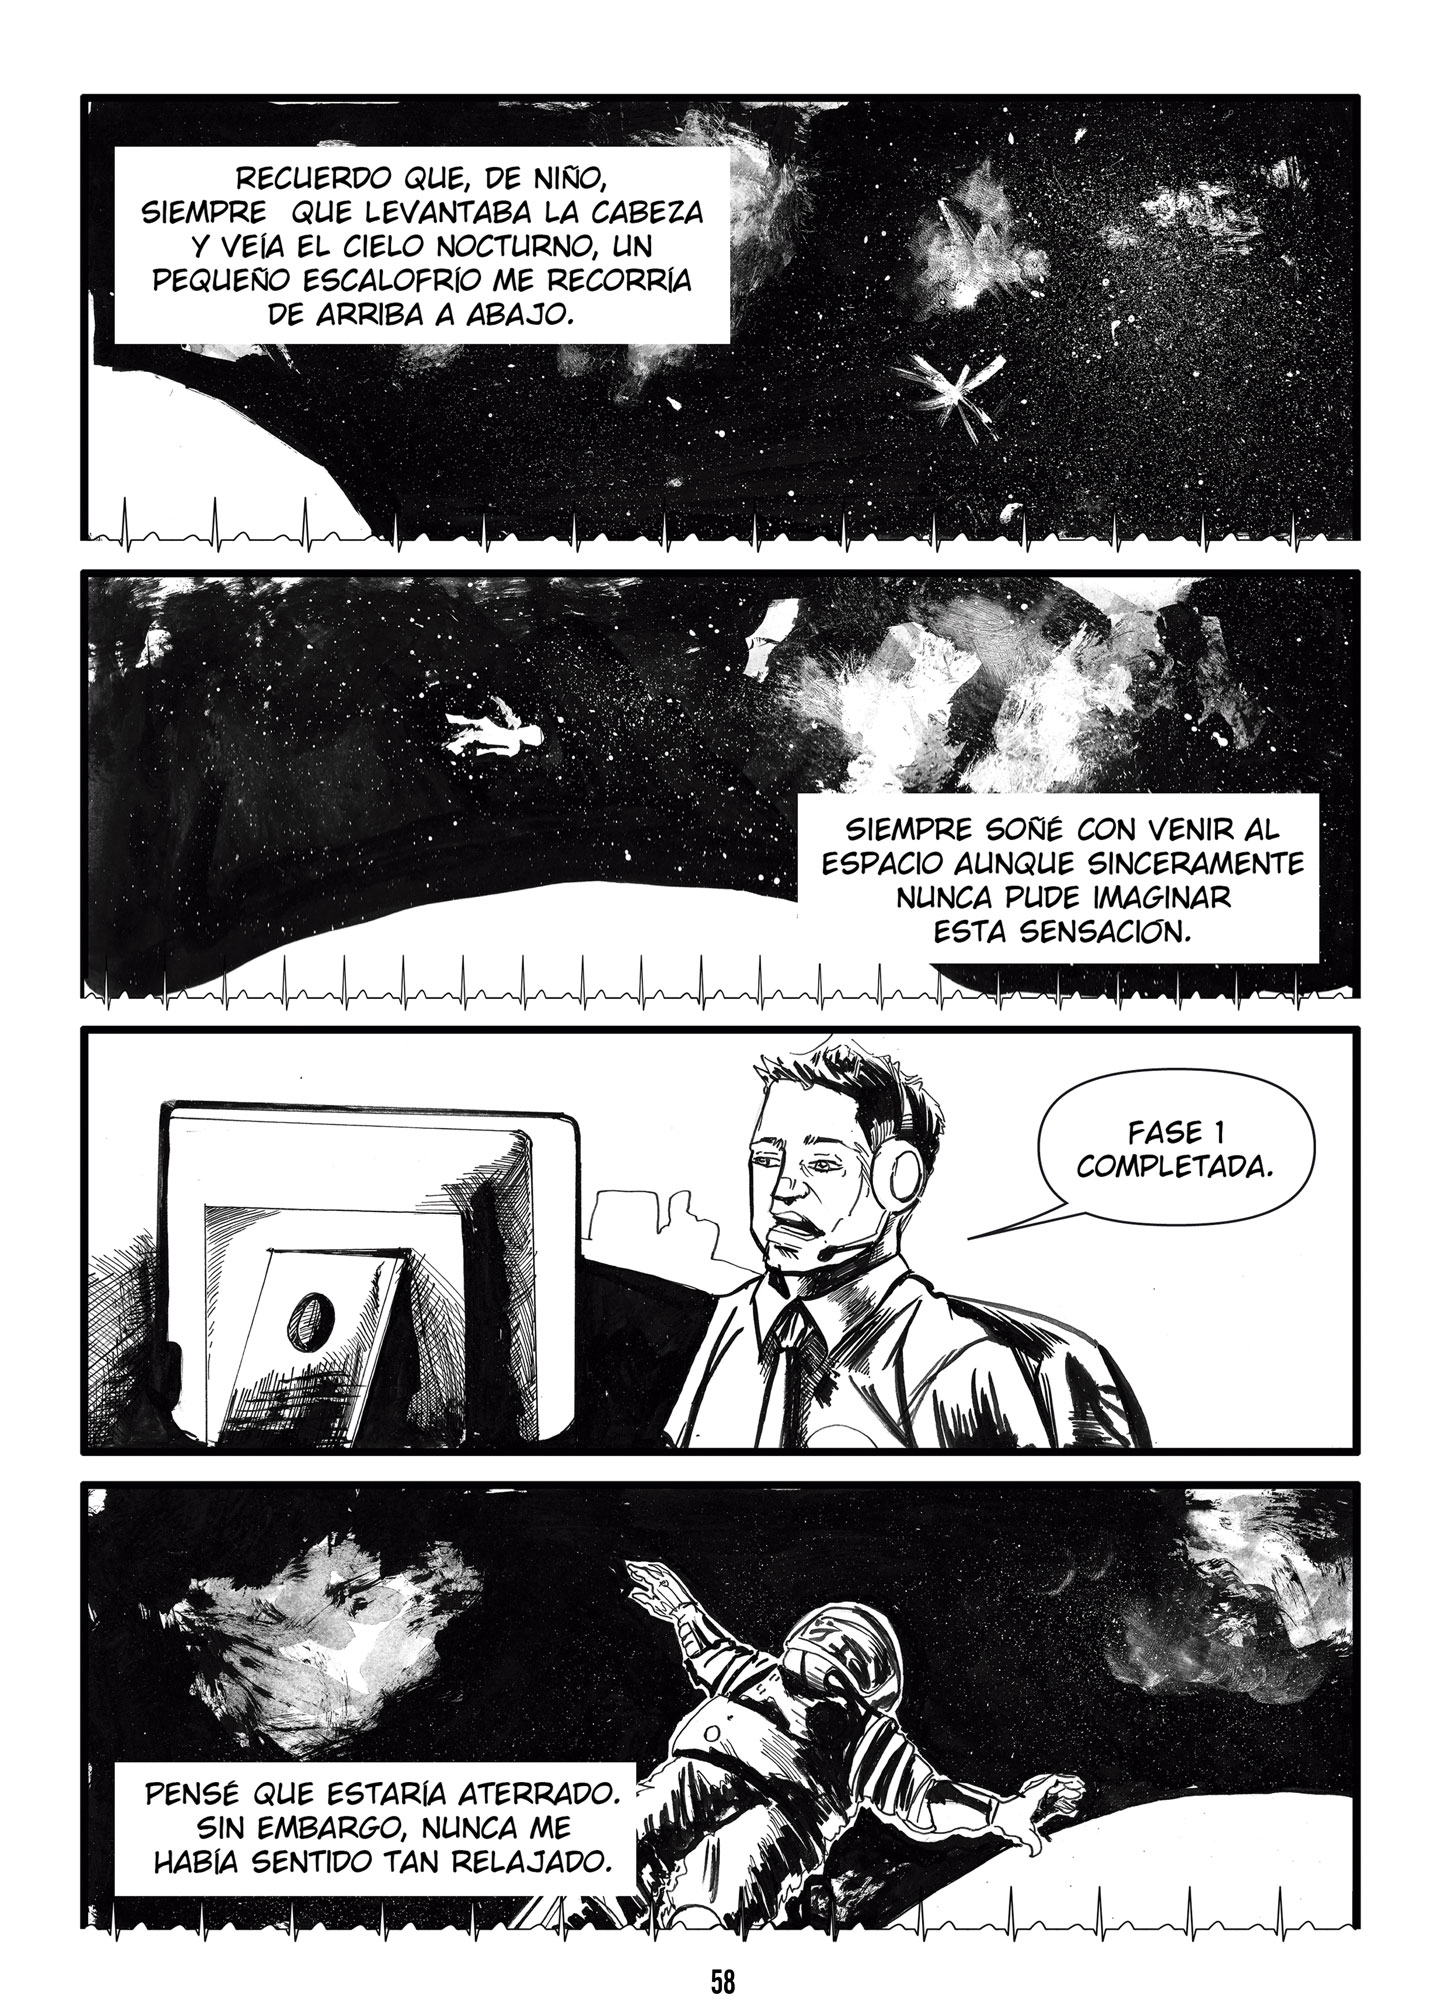 RECUERDO QUE, DE NIÑO,
SIEMPRE QUE LEVANTABA LA CABEZA
Y VEÍA EL CIELO NOCTURNO, UN
PEQUEÑO ESCALOFRÍO ME RECORRÍA
DE ARRIBA A ABAJO.
SIEMPRE SOÑÉ CON VENIR AL
ESPACIO AUNQUE SINCERAMENTE
NUNCA PUDE IMAGINAR
ESTA SENSACIÓN.
FASE 1
COMPLETADA.
PENSÉ QUE ESTARÍA ATERRADO.
SIN EMBARGO, NUNCA ME
HABÍA SENTIDO TAN RELAJADO.
58